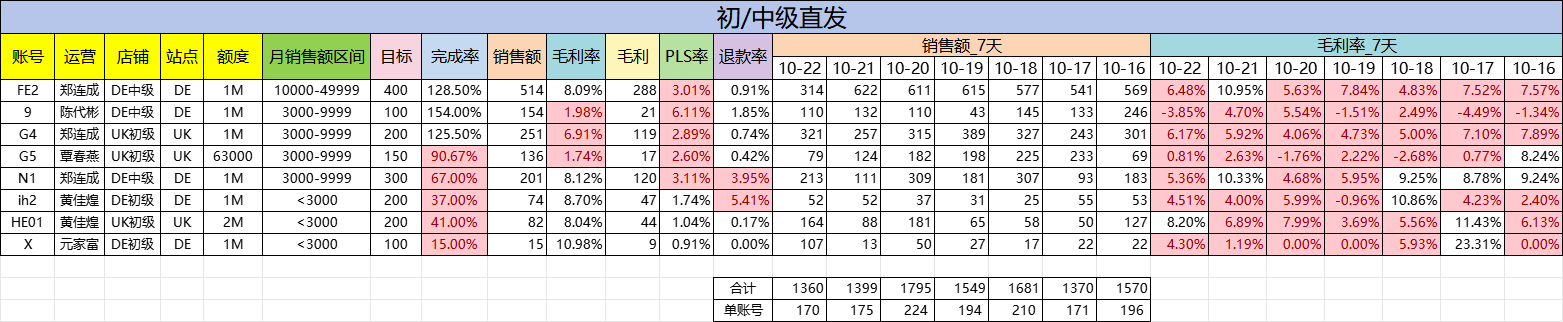 初/中级直发
账号 运营 店铺 站点 额度 月销售额区间 目标 完成率 销售额 毛利率 毛利 PLS率 退款率 销售额_7天 毛利率_7天
10-22 10-21 10-20 10-19 10-18 10-17 10-16 10-22 10-21 10-20 10-19 10-18 10-17 10-16
FE2 郑连成 DE中级 DE 1M 10000-49999 400 128.50% 514 8.09% 288 3.01% 0.91% 314 622 611 615 577 541 569 6.48% 10.95% 5.63% 7.84% 4.83% 7.52% 7.57%
9 陈代彬 DE中级 DE 1M 3000-9999 100 154.00% 154 1.98% 21 6.11% 1.85% 110 132 110 43 145 133 246 -3.85% 4.70% 5.54% -1.51% 2.49% -4.49% -1.34%
G4 郑连成 UK初级 UK 1M 3000-9999 200 125.50% 251 6.91% 119 2.89% 0.74% 321 257 315 389 327 243 301 6.17% 5.92% 4.06% 4.73% 5.00% 7.10% 7.89%
G5 覃春燕 UK初级 UK 63000 3000-9999 150 90.67% 136 1.74% 17 2.60% 0.42% 79 124 182 198 225 233 69 0.81% 2.63% -1.76% 2.22% -2.68% 0.77% 8.24%
N1 郑连成 DE中级 DE 1M 3000-9999 300 67.00% 201 8.12% 120 3.11% 3.95% 213 111 309 181 307 93 183 5.36% 10.33% 4.68% 5.95% 9.25% 8.78% 9.24%
ih2 黄佳煌 DE初级 DE 1M <3000 200 37.00% 74 8.70% 47 1.74% 5.41% 52 52 37 31 25 55 53 4.51% 4.00% 5.99% -0.96% 10.86% 4.23% 2.40%
HE01 黄佳煌 UK初级 UK 2M <3000 200 41.00% 82 8.04% 44 1.04% 0.17% 164 88 181 65 58 50 127 8.20% 6.89% 7.99% 3.69% 5.56% 11.43% 6.13%
X 元家富 DE初级 DE 1M <3000 100 15.00% 15 10.98% 9 0.91% 0.00% 107 13 50 27 17 22 22 4.30% 1.19% 0.00% 0.00% 5.93% 23.31% 0.00%
合计 1360 1399 1795 1549 1681 1370 1570
单账号 170 175 224 194 210 171 196